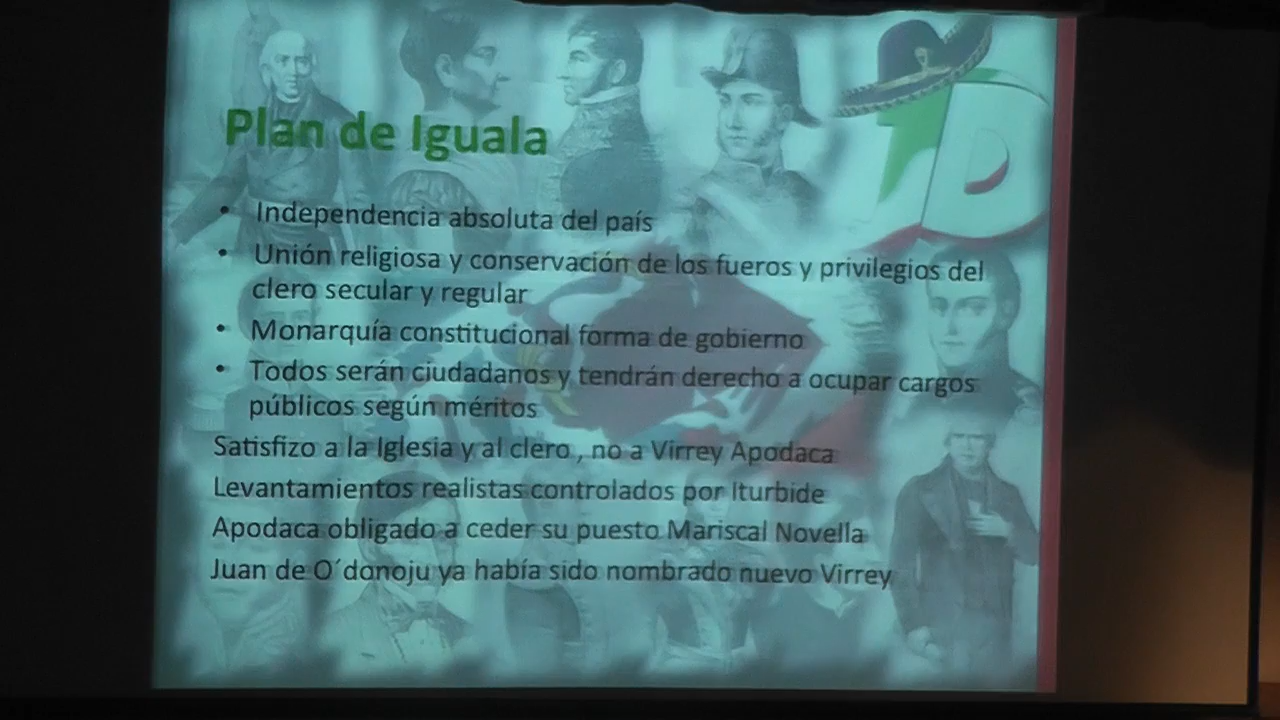 1D
Plan de Iguala
• Independencia absoluta del país
• Unión religiosa y conservación de los fueros y privilegios del
clero secular y regular
• Monarquía constitucional forma de gobierno
• Todos serán ciudadanos y tendrán derecho a ocupar cargos
públicos según méritos
Satisfizo a la Iglesia y al clero , no a Virrey Apodaca
Levantamientos realistas controlados por Iturbide
Apodaca obligado a ceder su puesto Mariscal Novella
Juan de O´donoju ya había sido nombrado nuevo Virrey